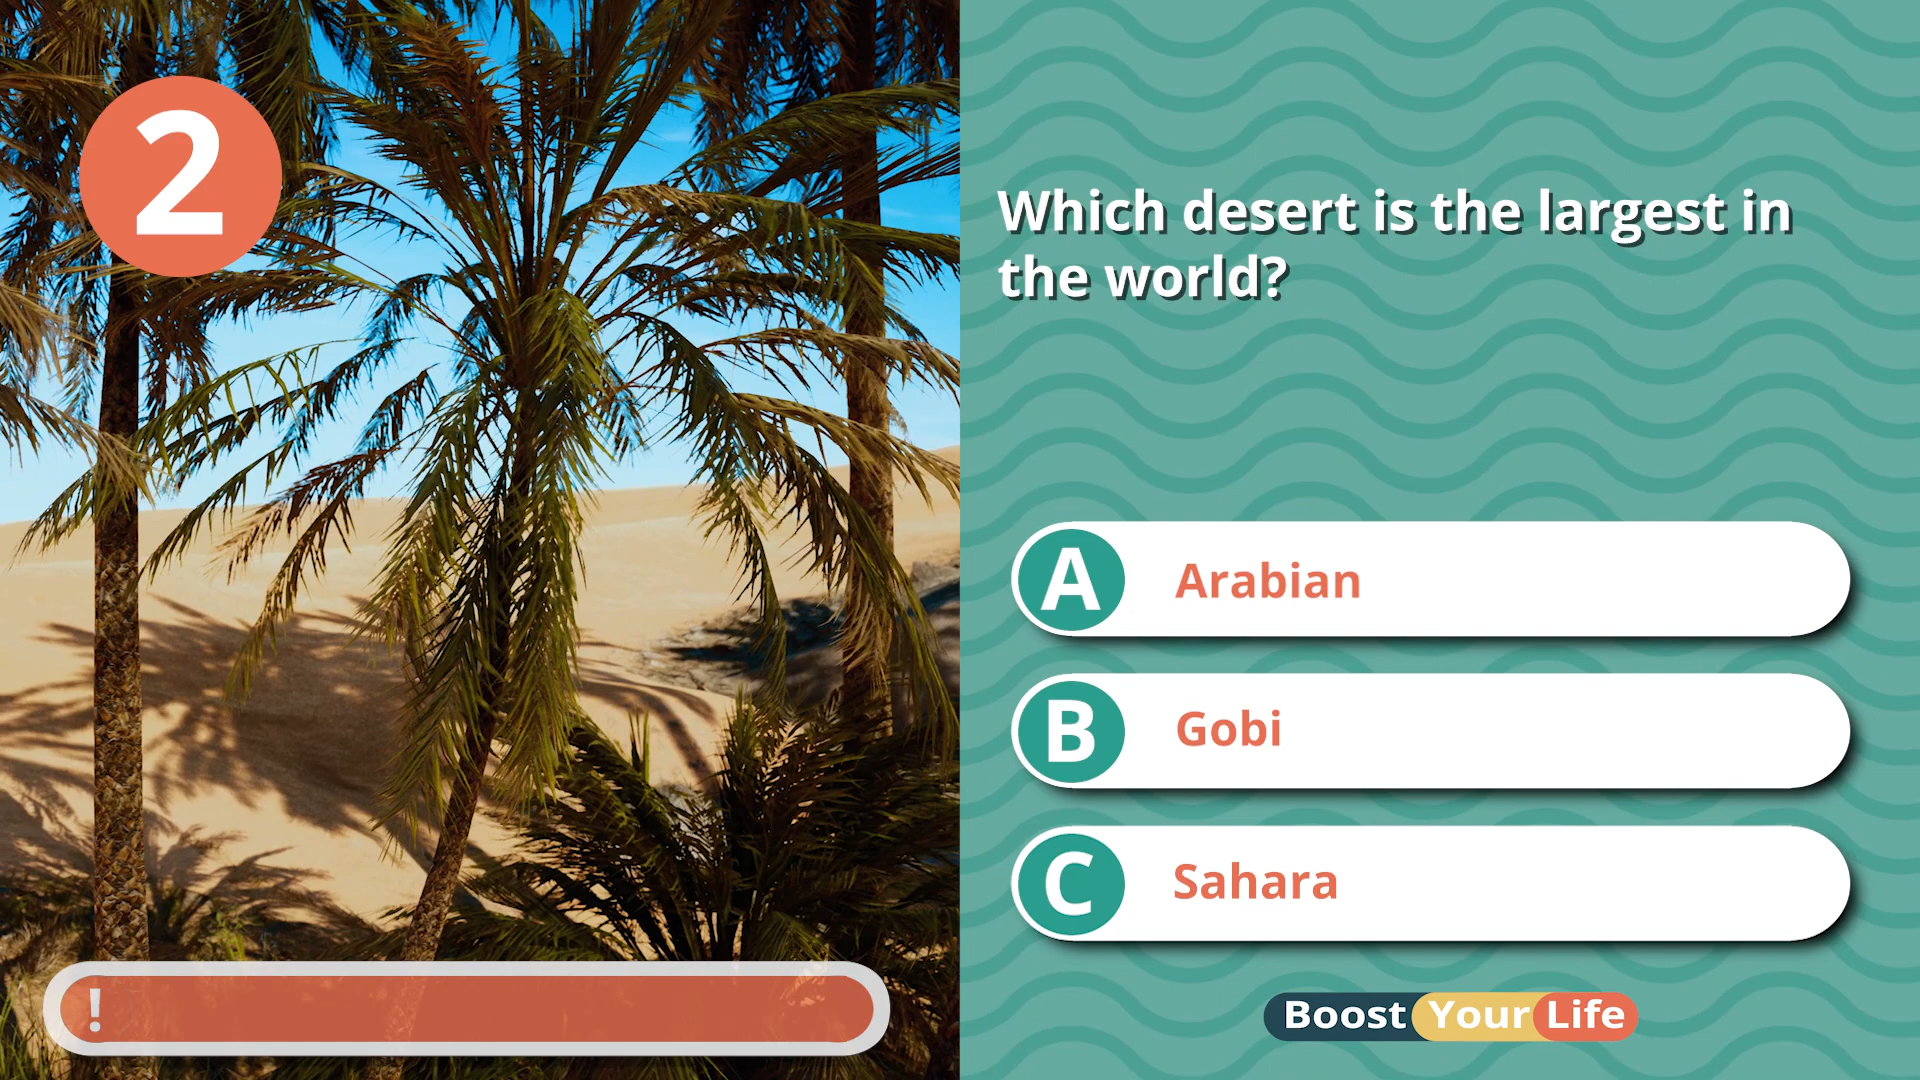 2
Which desert is the largest in
the world?
A Arabian
B Gobi
C Sahara
!
Boost Your Life